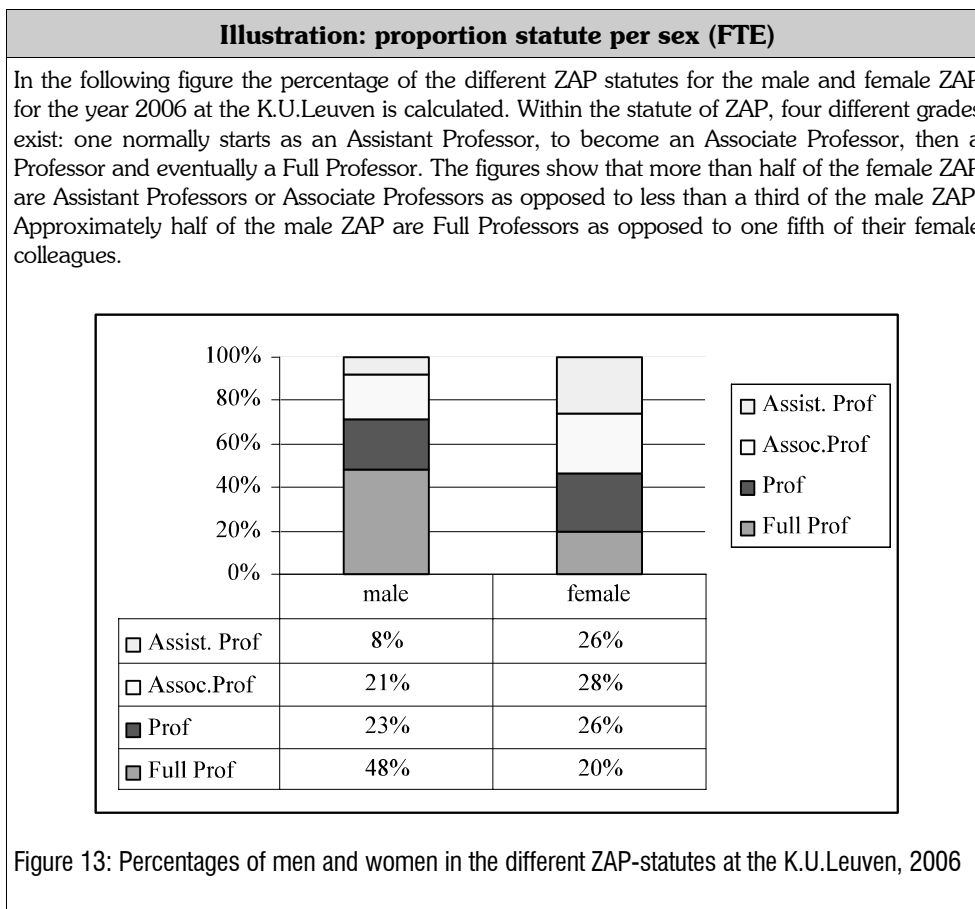 Illustration: proportion statute per sex (FTE)
In the following figure the percentage of the different ZAP statutes for the male and female ZAP
for the year 2006 at the K.U.Leuven is calculated. Within the statute of ZAP, four different grades
exist: one normally starts as an Assistant Professor, to become an Associate Professor, then a
Professor and eventually a Full Professor. The figures show that more than half of the female ZAP
are Assistant Professors or Associate Professors as opposed to less than a third of the male ZAP
Approximately half of the male ZAP are Full Professors as opposed to one fifth of their female
colleagues.
100%
80%
60%
40%
20%
0%
Assist. Prof
Assoc.Prof
Prof
Full Prof
male female
Assist. Prof 8% 26%
Assoc.Prof 21% 28%
Prof 23% 26%
Full Prof 48% 20%
Figure 13: Percentages of men and women in the different ZAP-statutes at the K.U.Leuven, 2006